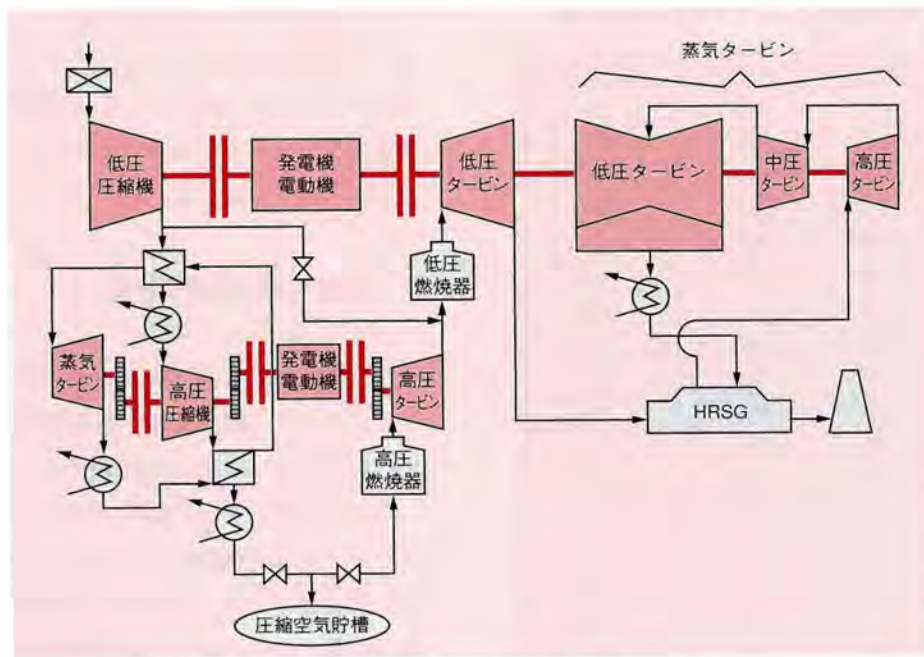 蒸気タービン
低圧
圧縮機
発電機
電動機
低圧
タービン
低圧タービン
中圧
タービン
高圧
タービン
低圧
燃焼器
蒸気
タービン
高圧
圧縮機
発電機
電動機
高圧
タービン
HRSG
高圧
燃焼器
圧縮空気貯槽